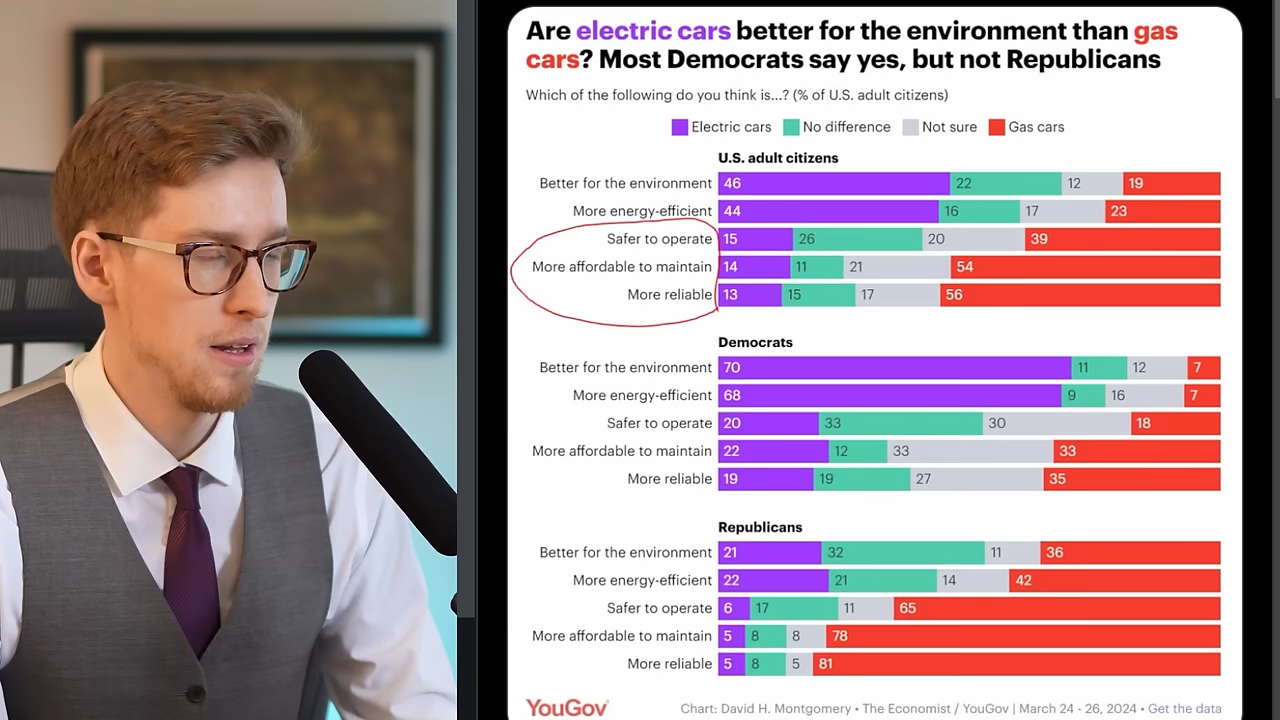 Are electric cars better for the environment than gas
cars? Most Democrats say yes, but not Republicans
Which of the following do you think is...? (% of U.S. adult citizens)
Electric cars No difference Not sure Gas cars
U.S. adult citizens
Better for the environment 46 22 12 19
More energy-efficient 44 16 17 23
Safer to operate 15 26 20 39
More affordable to maintain 14 11 21 54
More reliable 13 15 17 56
Democrats
Better for the environment 70 11 12 7
More energy-efficient 68 9 16 7
Safer to operate 20 33 30 18
More affordable to maintain 22 12 33 33
More reliable 19 19 27 35
Republicans
Better for the environment 21 32 11 36
More energy-efficient 22 21 14 42
Safer to operate 6 17 11 65
More affordable to maintain 5 8 8 78
More reliable 5 8 5 81
YouGov Chart: David H. Montgomery • The Economist / YouGov | March 24 - 26, 2024 • Get the data